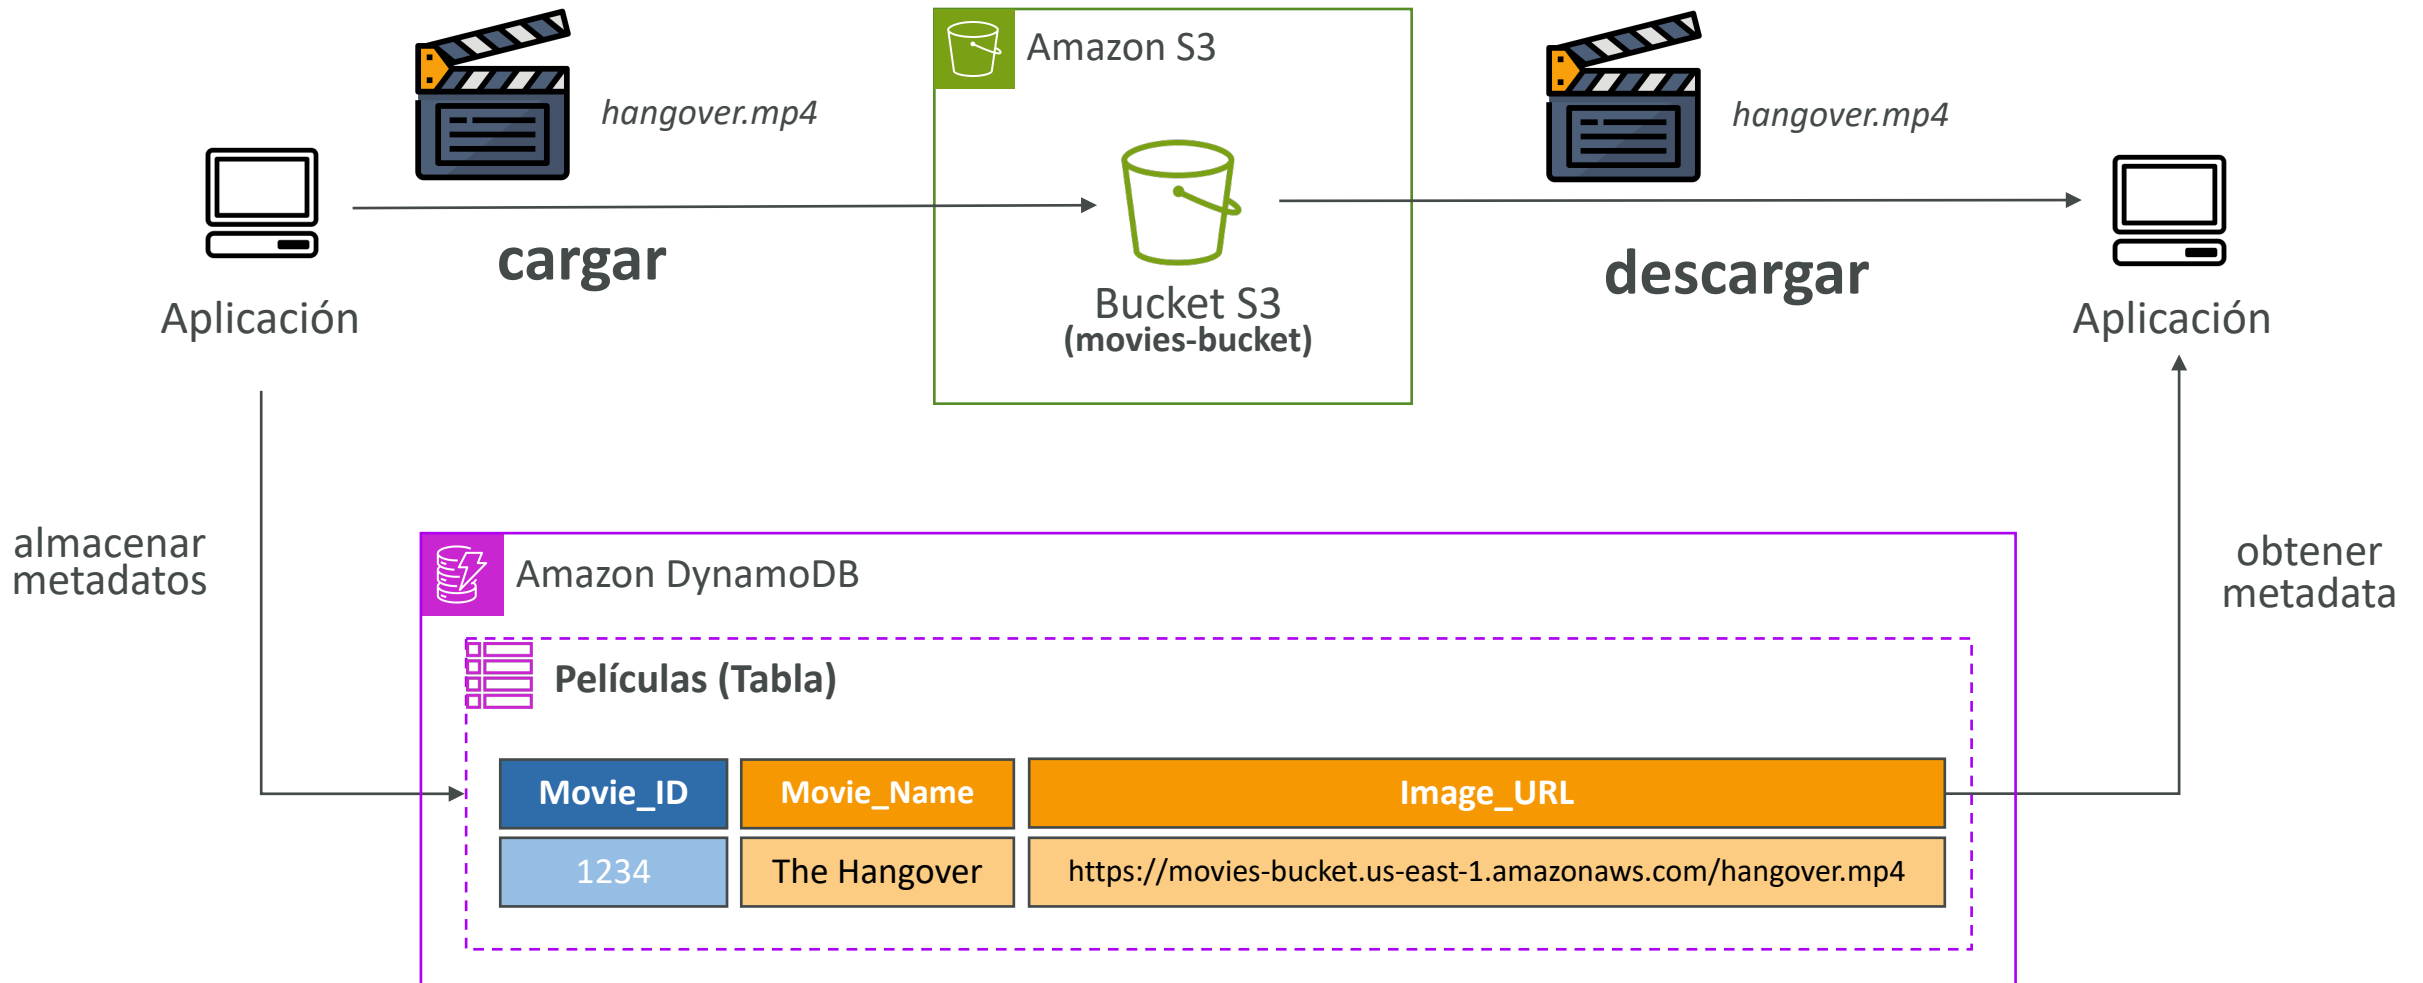 hangover.mp4
Amazon S3
hangover.mp4
cargar
descargar
Aplicación
Bucket S3
(movies-bucket)
Aplicación
almacenar
metadatos
Amazon DynamoDB
obtener
metadata
Películas (Tabla)
Movie_ID
Movie_Name
Image_URL
1234
The Hangover
https://movies-bucket.us-east-1.amazonaws.com/hangover.mp4